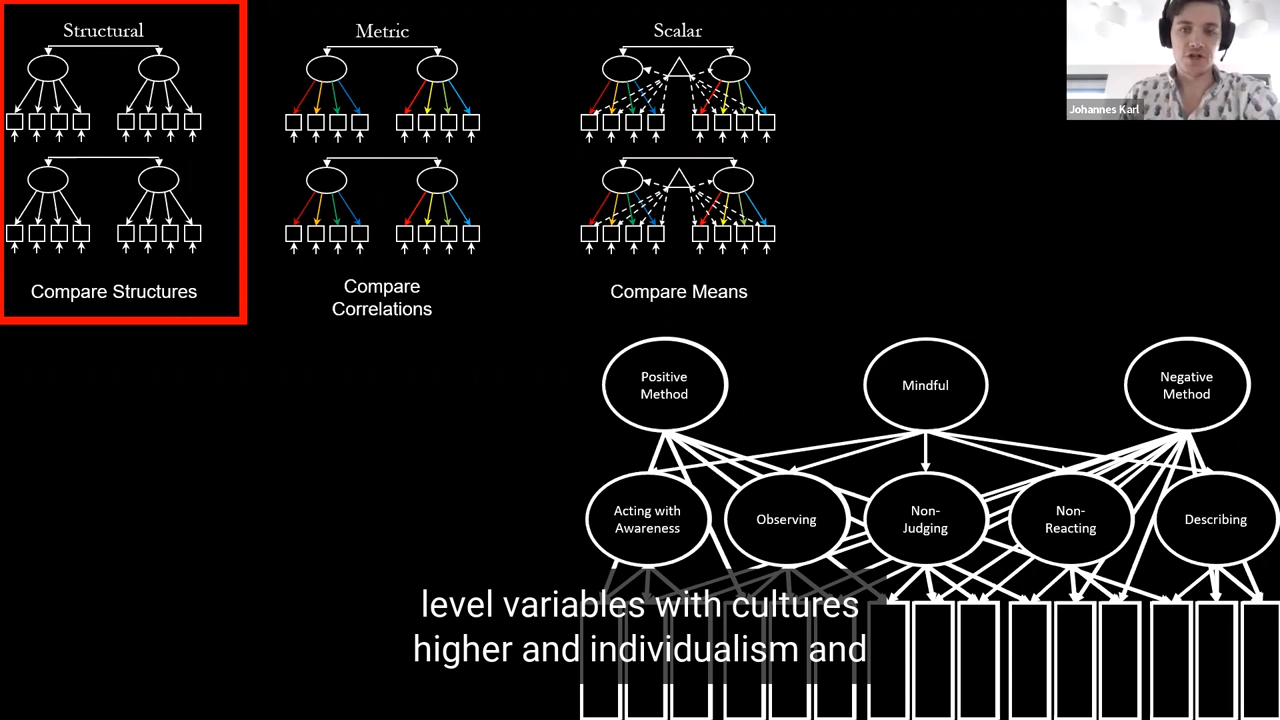 Structural
Metric
Scalar
Johannes Karl
Compare Structures
Compare
Correlations
Compare Means
Positive
Method
Mindful
Negative
Method
Acting with
Awareness
Observing
Non-
Judging
Non-
Reacting
Describing
level variables with cultures
higher and individualism and